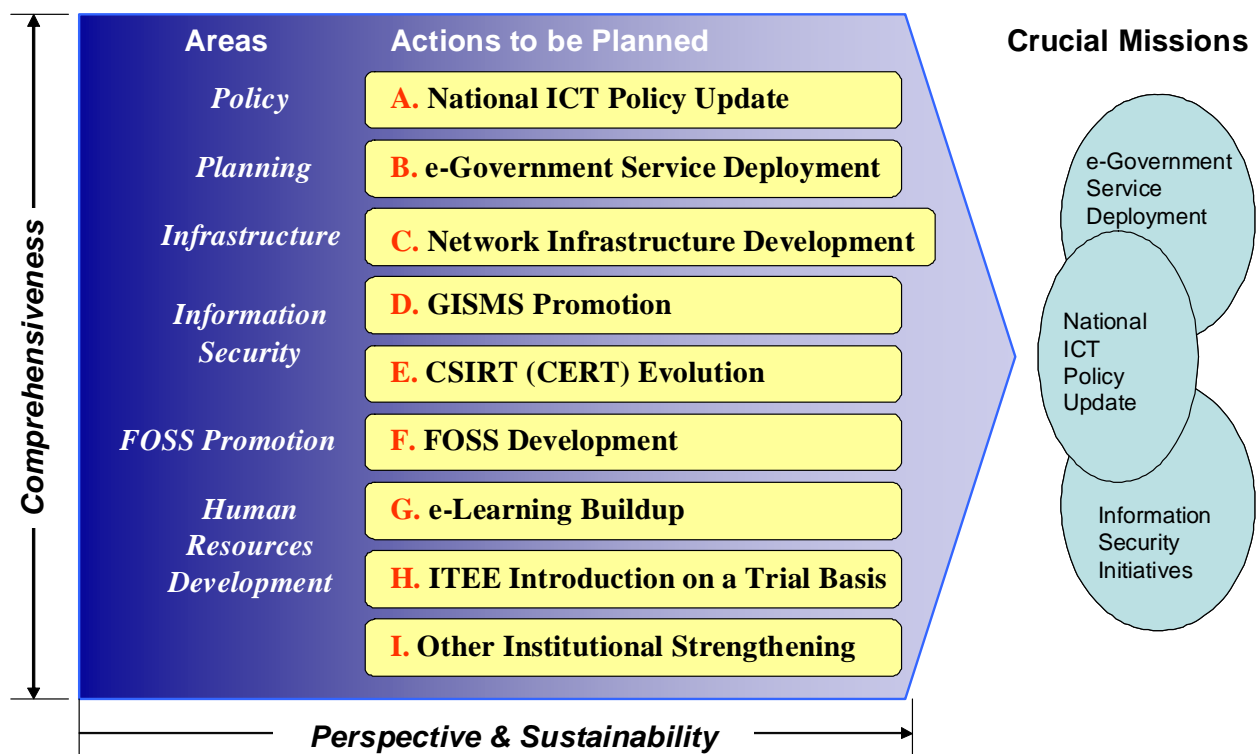 Areas
Actions to be Planned
Crucial Missions
Policy
A. National ICT Policy Update
Planning
B. e-Government Service Deployment
Infrastructure
C. Network Infrastructure Development
Information
Security
D. GISMS Promotion
E. CSIRT (CERT) Evolution
FOSS Promotion
F. FOSS Development
Human
Resources
Development
G. e-Learning Buildup
H. ITEE Introduction on a Trial Basis
I. Other Institutional Strengthening
e-Government
Service
Deployment
National
ICT
Policy
Update
Information
Security
Initiatives
Comprehensiveness
Perspective & Sustainability